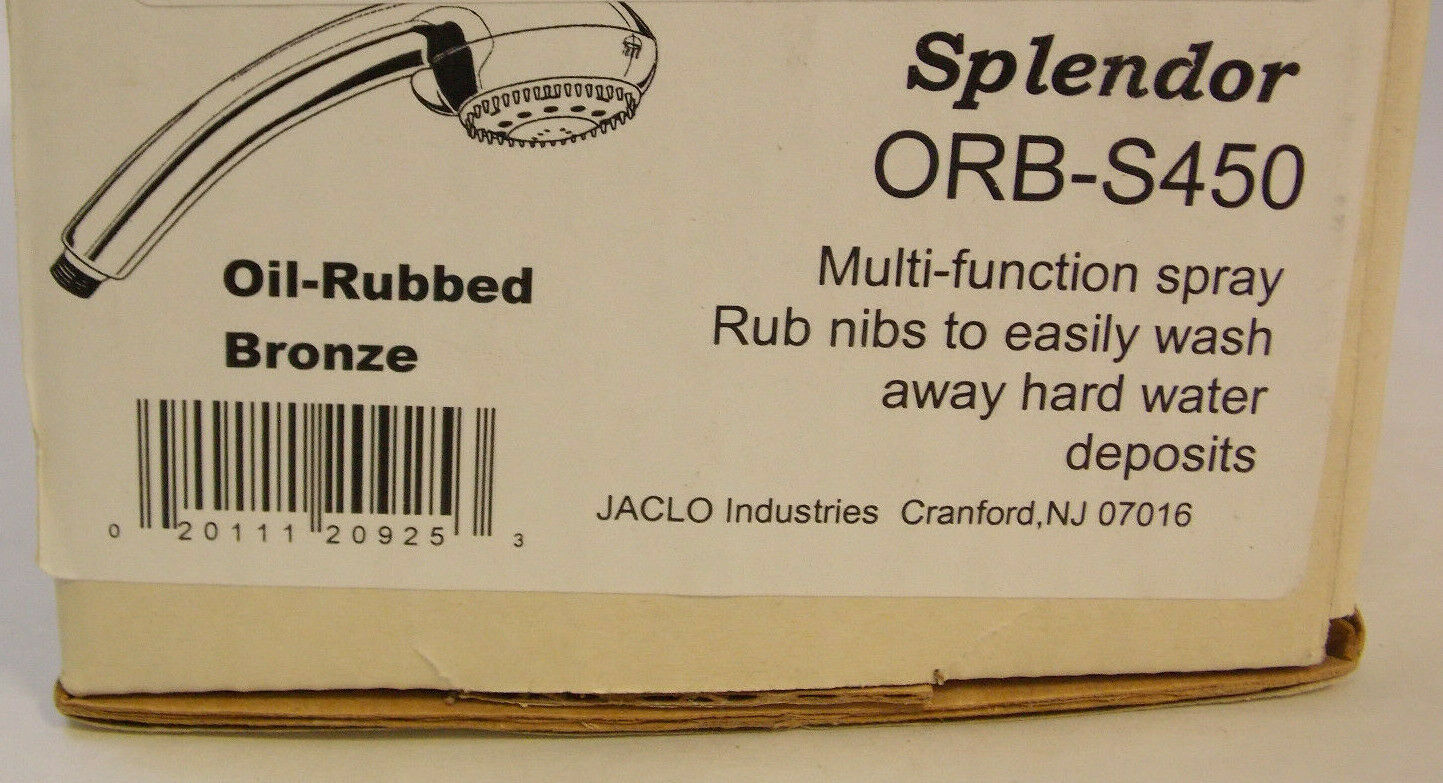 Splendor
ORB-S450
Oil-Rubbed
Bronze
Multi-function spray
Rub nibs to easily wash
away hard water
deposits
JACLO Industries Cranford,NJ 07016
0 20111 20925 3